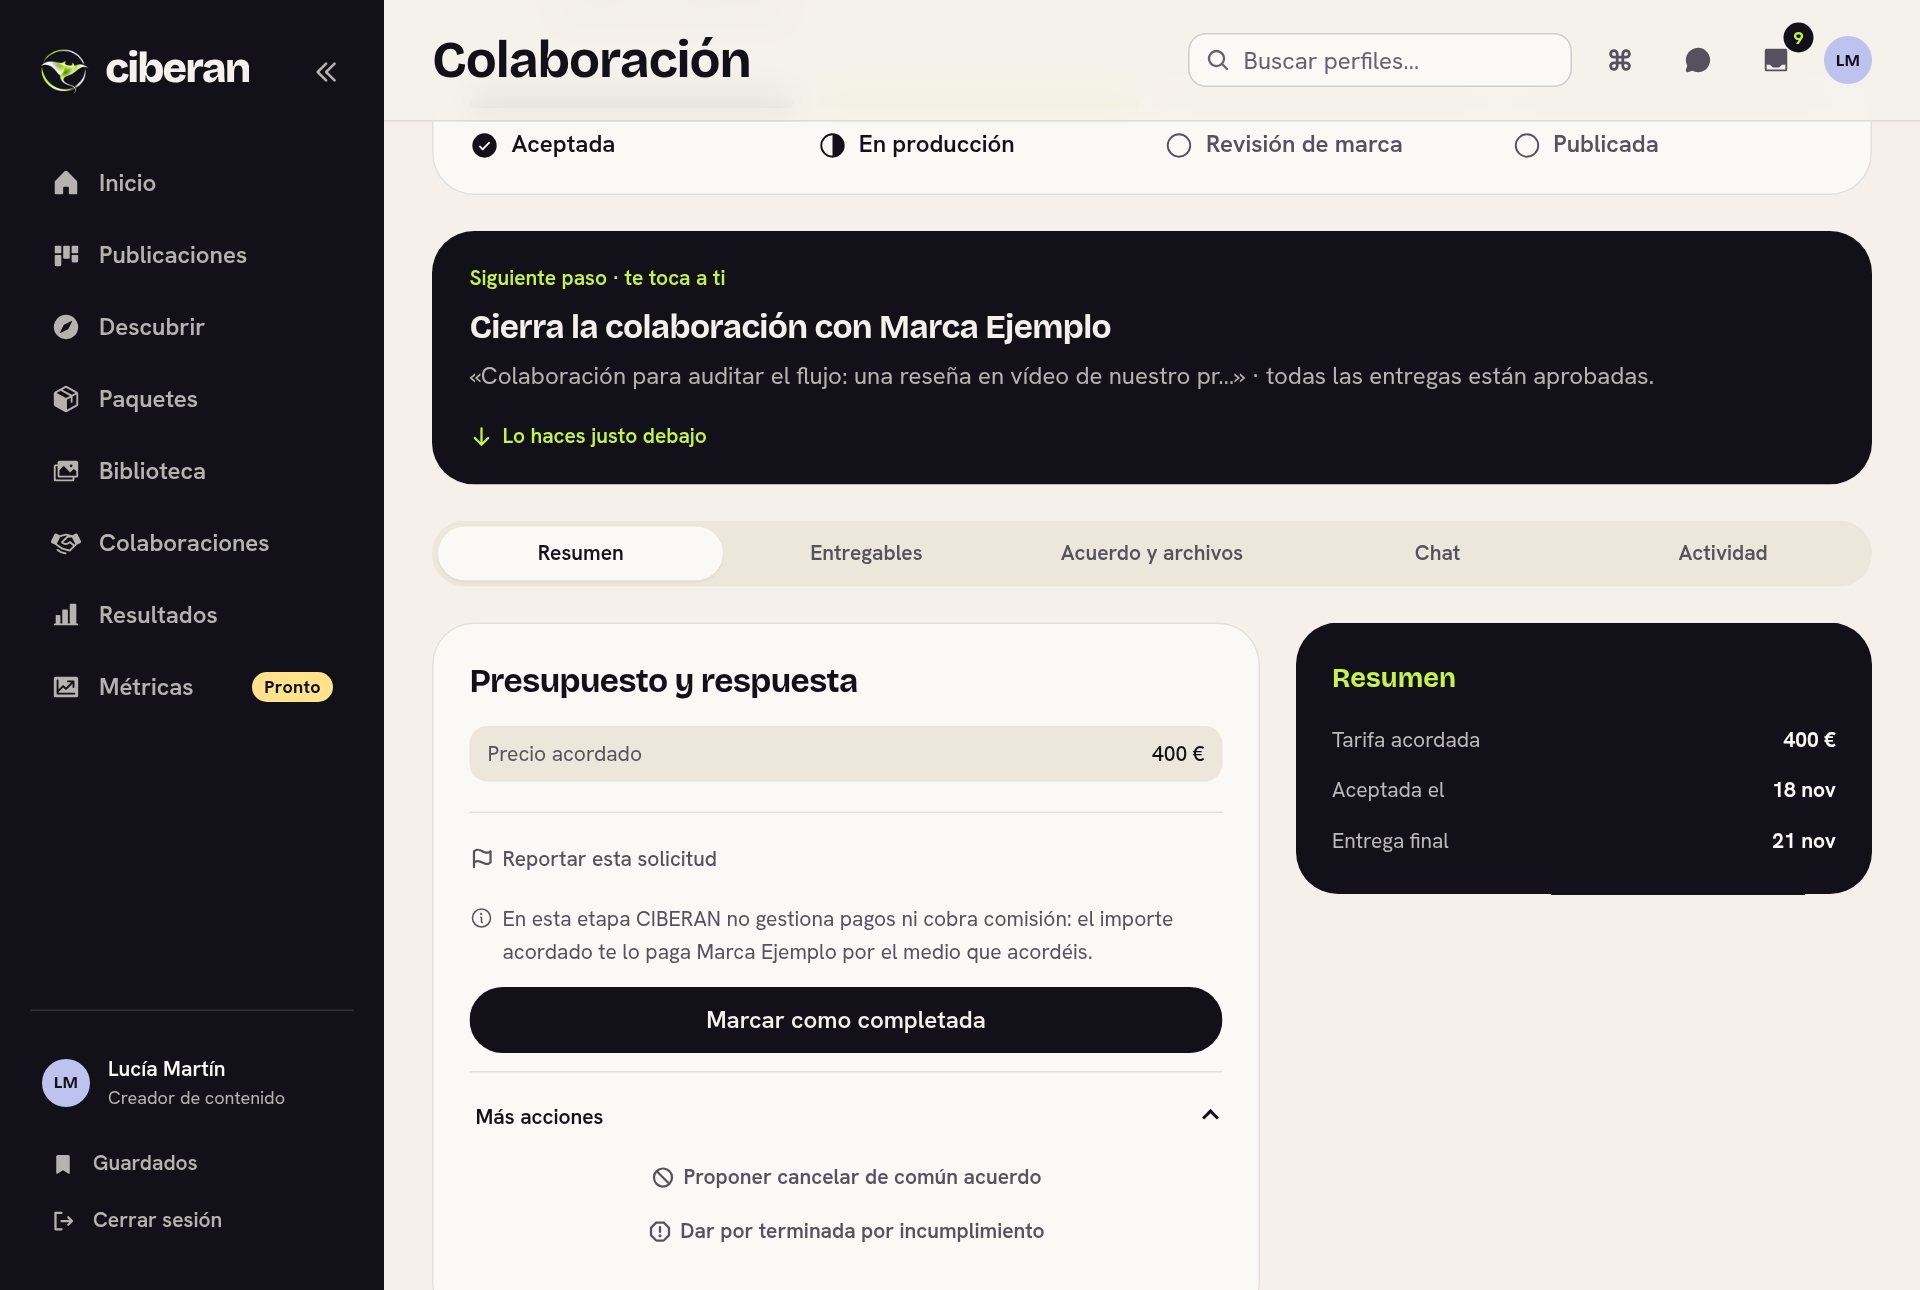 ciberan
Inicio
Publicaciones
Descubrir
Paquetes
Biblioteca
Colaboraciones
Resultados
Métricas
Pronto
LM
Lucía Martín
Creador de contenido
Guardados
Cerrar sesión
Colaboración
Buscar perfiles...
9
LM
Aceptada
En producción
Revisión de marca
Publicada
Siguiente paso · te toca a ti
Cierra la colaboración con Marca Ejemplo
«Colaboración para auditar el flujo: una reseña en vídeo de nuestro pr...» · todas las entregas están aprobadas.
Lo haces justo debajo
Resumen
Entregables
Acuerdo y archivos
Chat
Actividad
Presupuesto y respuesta
Precio acordado 400 €
Reportar esta solicitud
En esta etapa CIBERAN no gestiona pagos ni cobra comisión: el importe
acordado te lo paga Marca Ejemplo por el medio que acordéis.
Marcar como completada
Más acciones
Proponer cancelar de común acuerdo
Dar por terminada por incumplimiento
Resumen
Tarifa acordada 400 €
Aceptada el 18 nov
Entrega final 21 nov